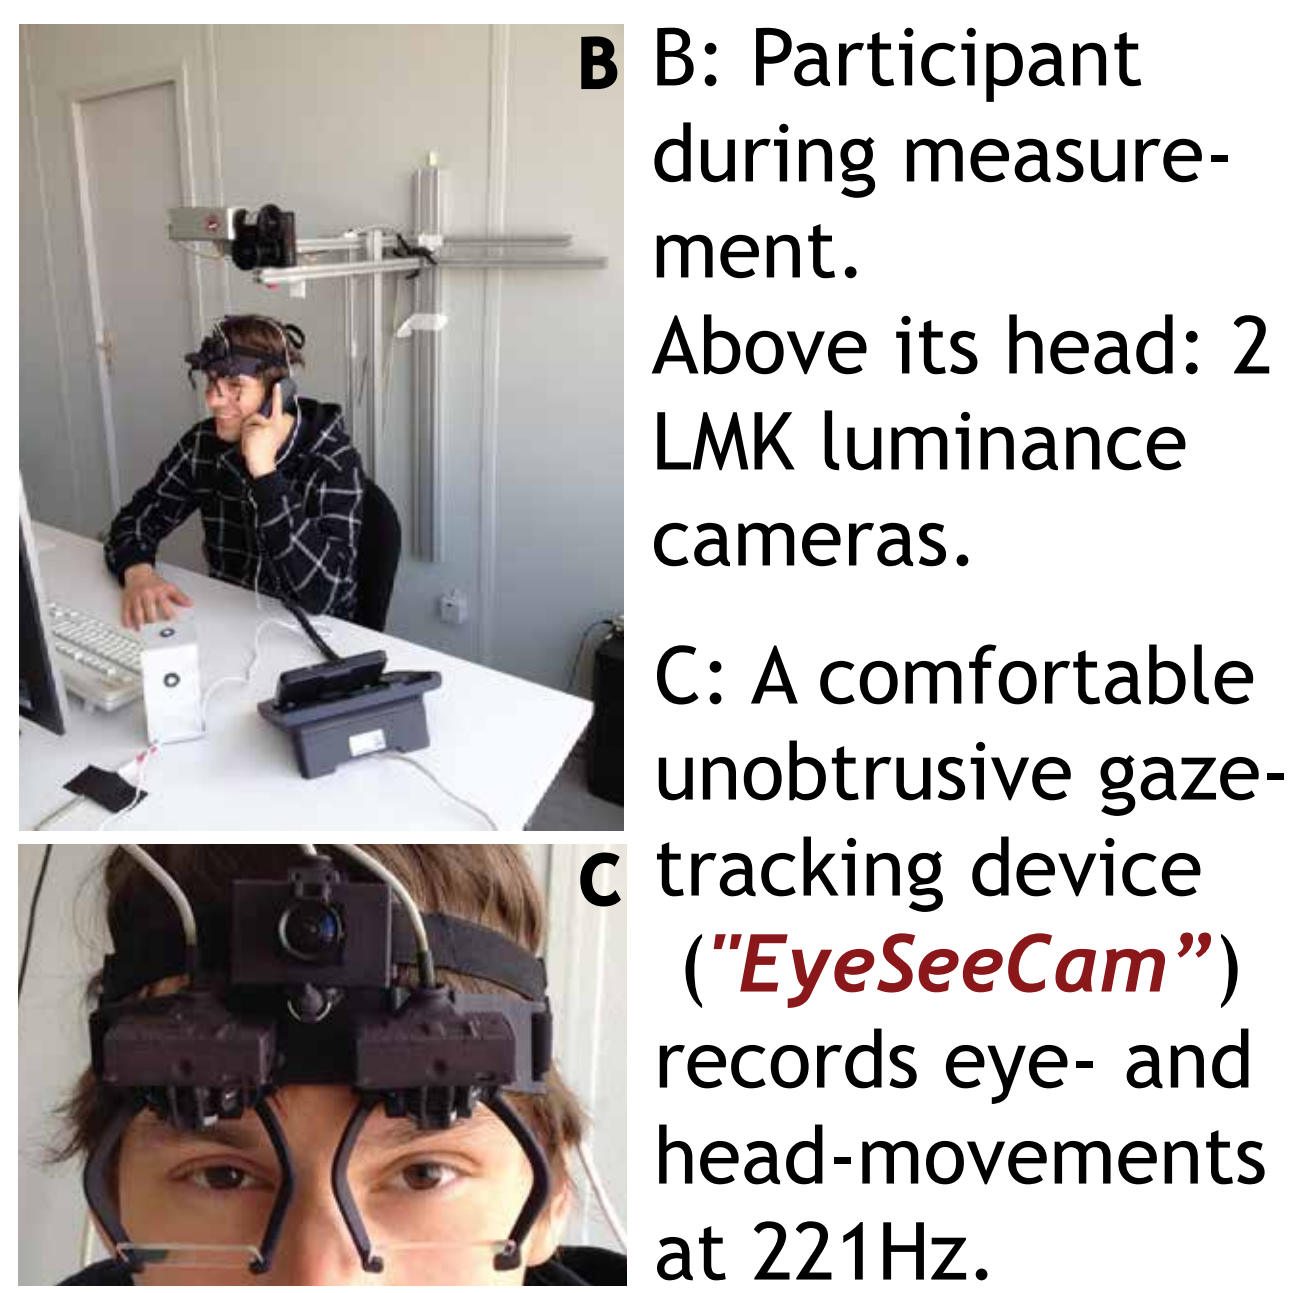 B
B: Participant
during measure-
ment.
Above its head: 2
LMK luminance
cameras.
C
C: A comfortable
unobtrusive gaze-
tracking device
("EyeSeeCam”)
records eye- and
head-movements
at 221Hz.